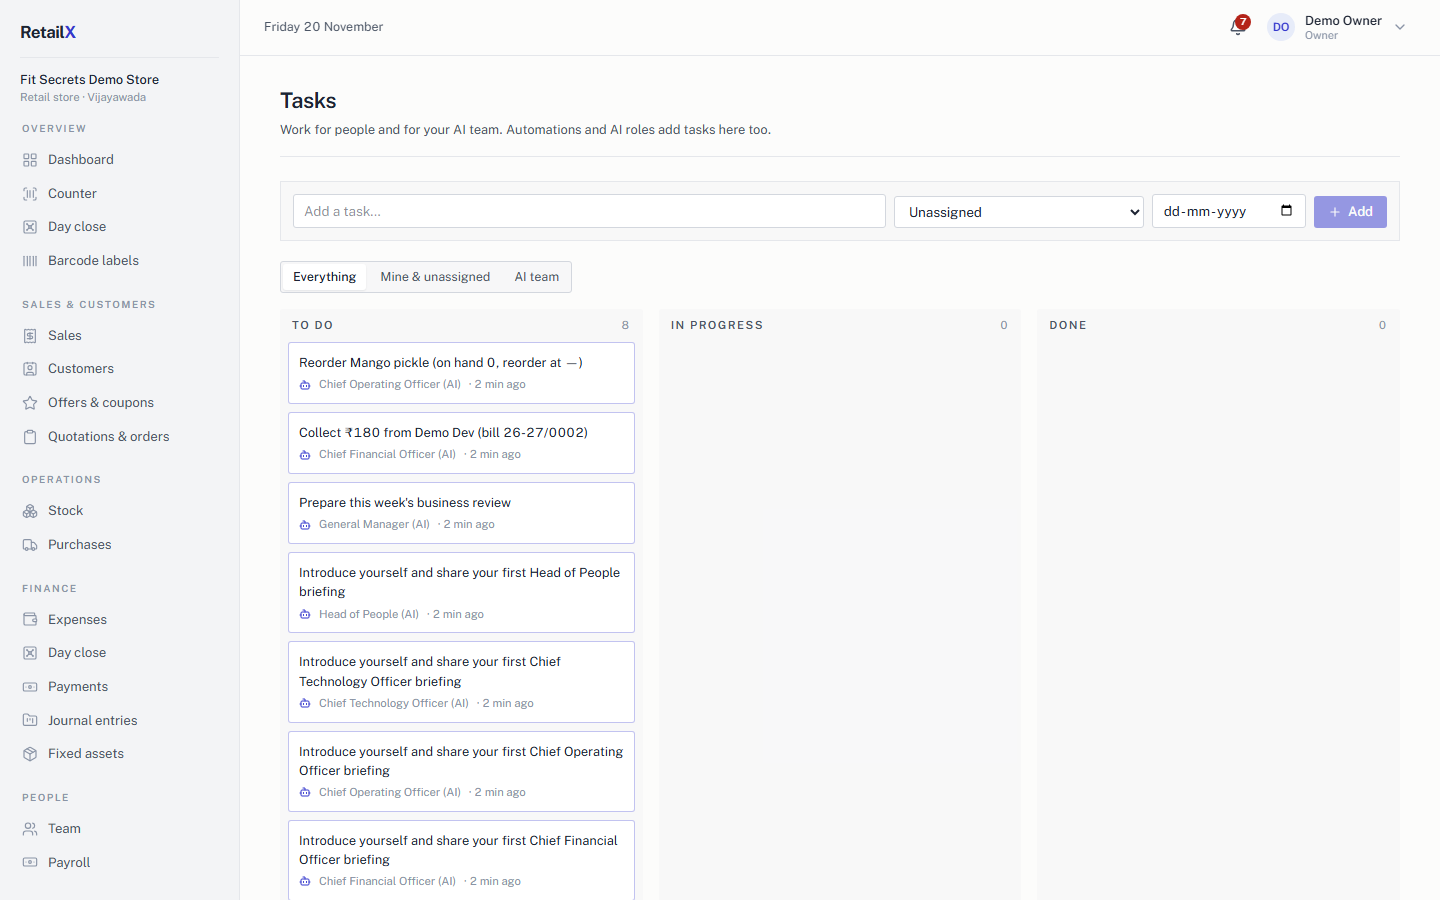 RetailX
Fit Secrets Demo Store
Retail store · Vijayawada
OVERVIEW
Dashboard
Counter
Day close
Barcode labels
SALES & CUSTOMERS
Sales
Customers
Offers & coupons
Quotations & orders
OPERATIONS
Stock
Purchases
FINANCE
Expenses
Day close
Payments
Journal entries
Fixed assets
PEOPLE
Team
Payroll
Friday 20 November
7
DO
Demo Owner
Owner
Tasks
Work for people and for your AI team. Automations and AI roles add tasks here too.
Add a task...
Unassigned
dd-mm-yyyy
+ Add
Everything
Mine & unassigned
AI team
TO DO 8
Reorder Mango pickle (on hand 0, reorder at —)
Chief Operating Officer (AI) · 2 min ago
Collect ₹180 from Demo Dev (bill 26-27/0002)
Chief Financial Officer (AI) · 2 min ago
Prepare this week's business review
General Manager (AI) · 2 min ago
Introduce yourself and share your first Head of People
briefing
Head of People (AI) · 2 min ago
Introduce yourself and share your first Chief
Technology Officer briefing
Chief Technology Officer (AI) · 2 min ago
Introduce yourself and share your first Chief Operating
Officer briefing
Chief Operating Officer (AI) · 2 min ago
Introduce yourself and share your first Chief Financial
Officer briefing
Chief Financial Officer (AI) · 2 min ago
IN PROGRESS 0
DONE 0